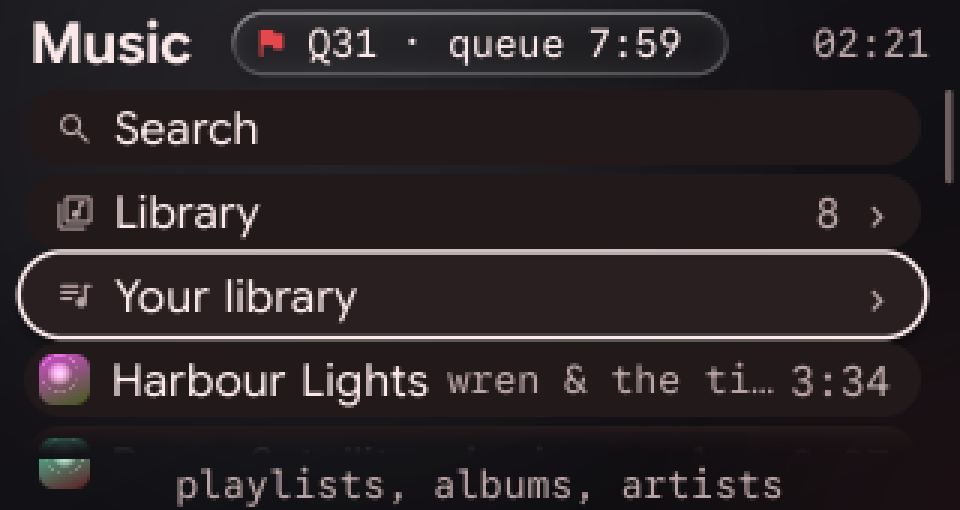 Music
Q31 · queue 7:59
02:21
Search
Library 8 ›
Your library ›
Harbour Lights wren & the ti… 3:34
playlists, albums, artists